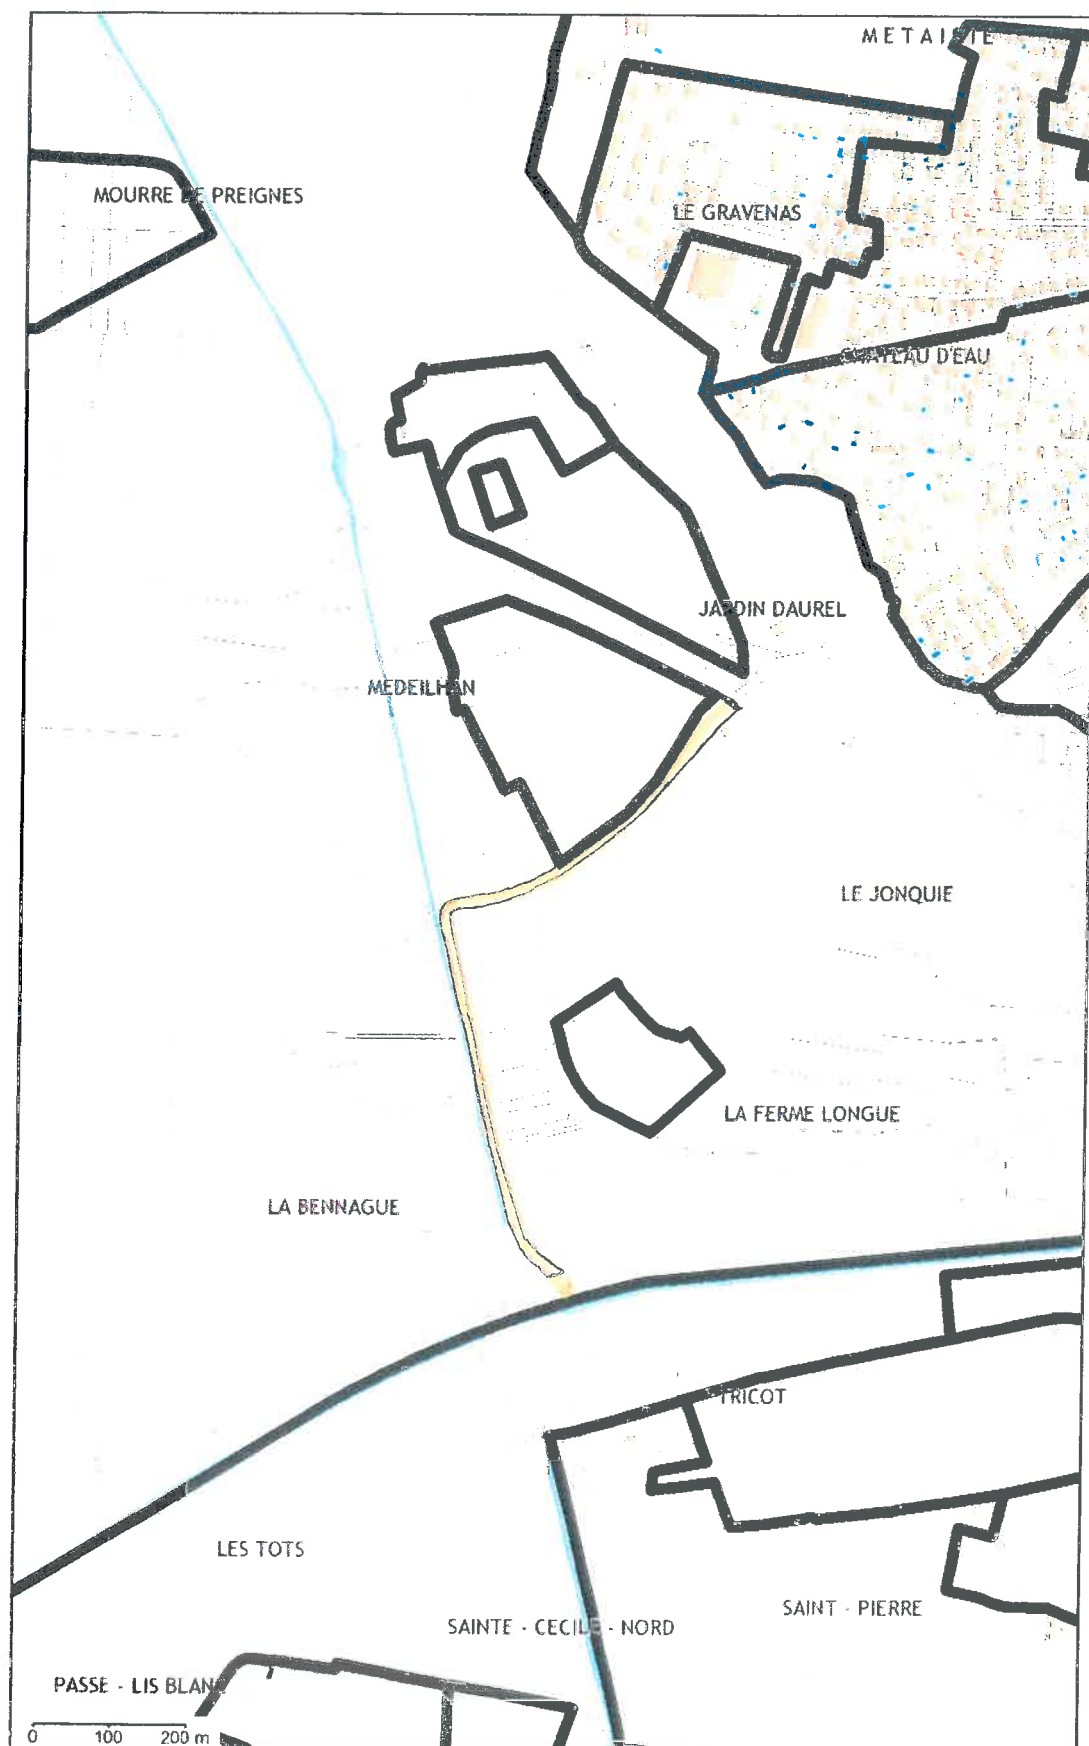 METAIRIE
MOURRE DE PREIGNES
LE GRAVENAS
CHATEAU D'EAU
JARDIN DAUREL
MEDEILHAN
LE JONQUIE
LA FERME LONGUE
LA BENNAGUE
TRICOT
LES TOTS
SAINT - PIERRE
SAINTE - CECILE - NORD
PASSE - LIS BLANC
0 100 200 m